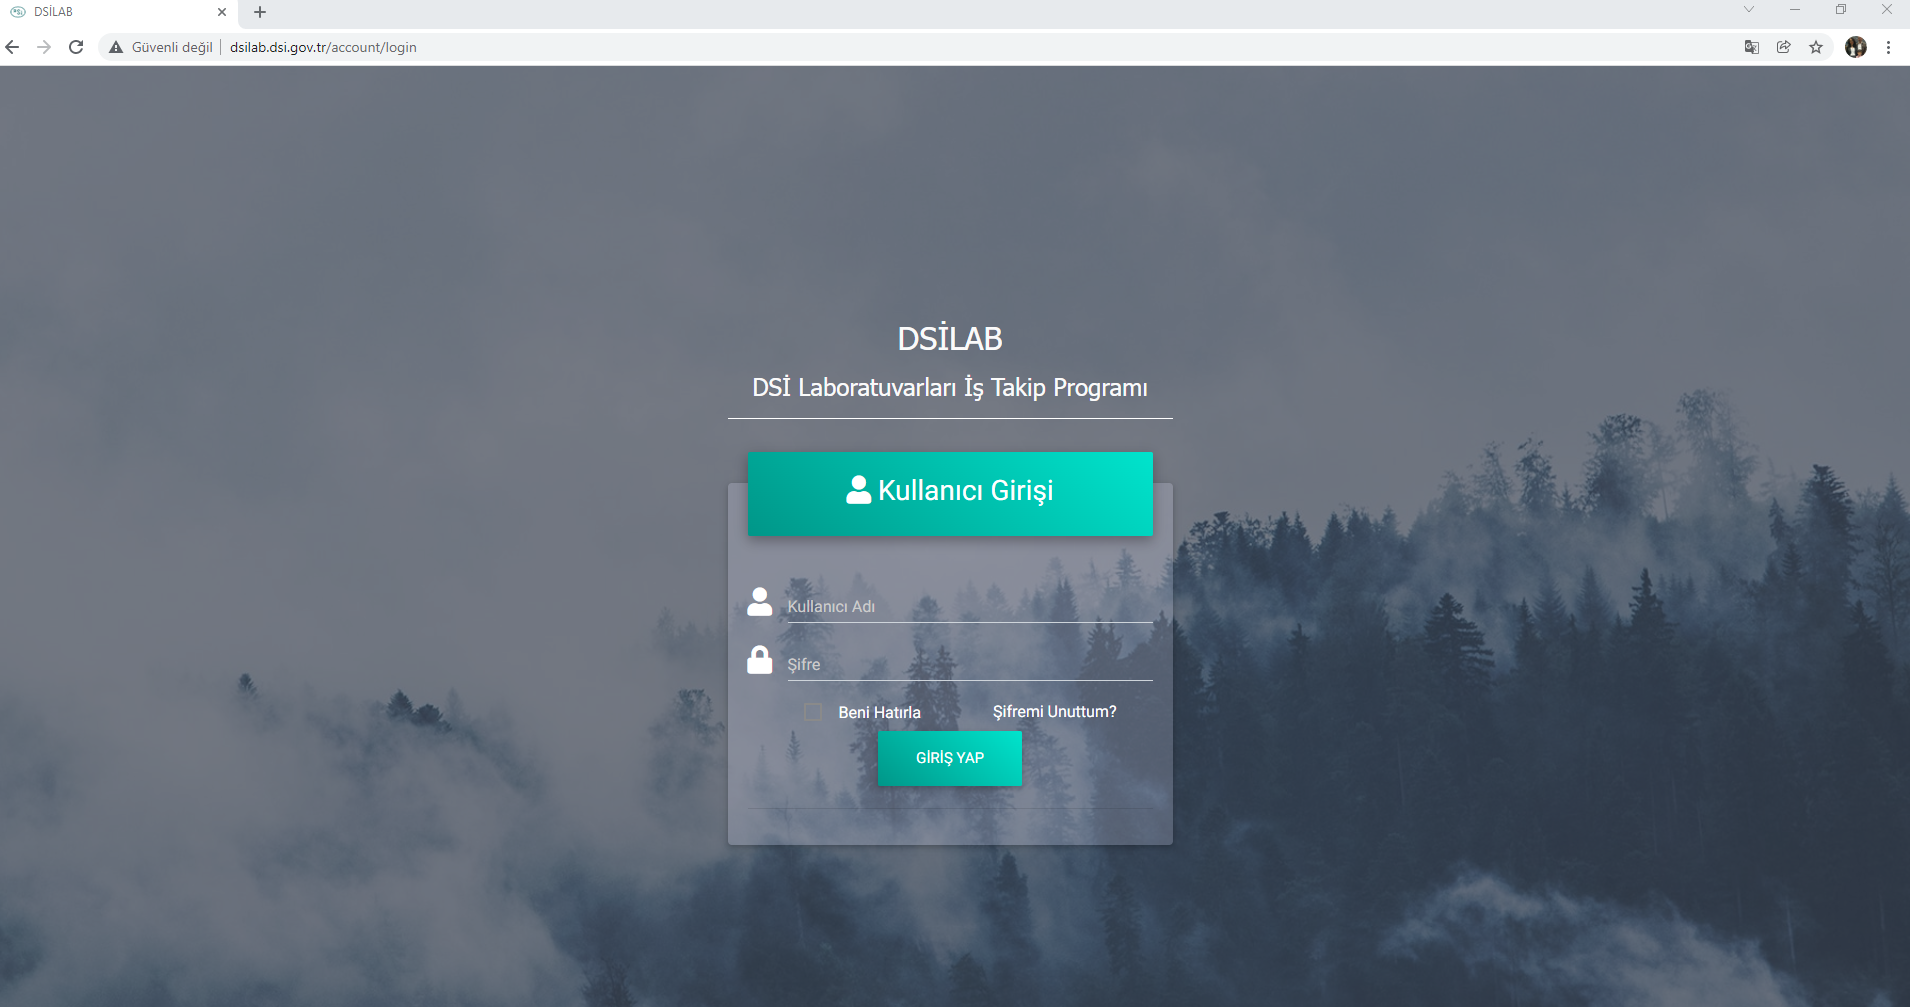 DSİLAB
Güvenli değil
dsilab.dsi.gov.tr/account/login
DSİLAB
DSİ Laboratuvarları İş Takip Programı
Kullanıcı Girişi
Kullanıcı Adı
Şifre
Beni Hatırla
Şifremi Unuttum?
GİRİŞ YAP